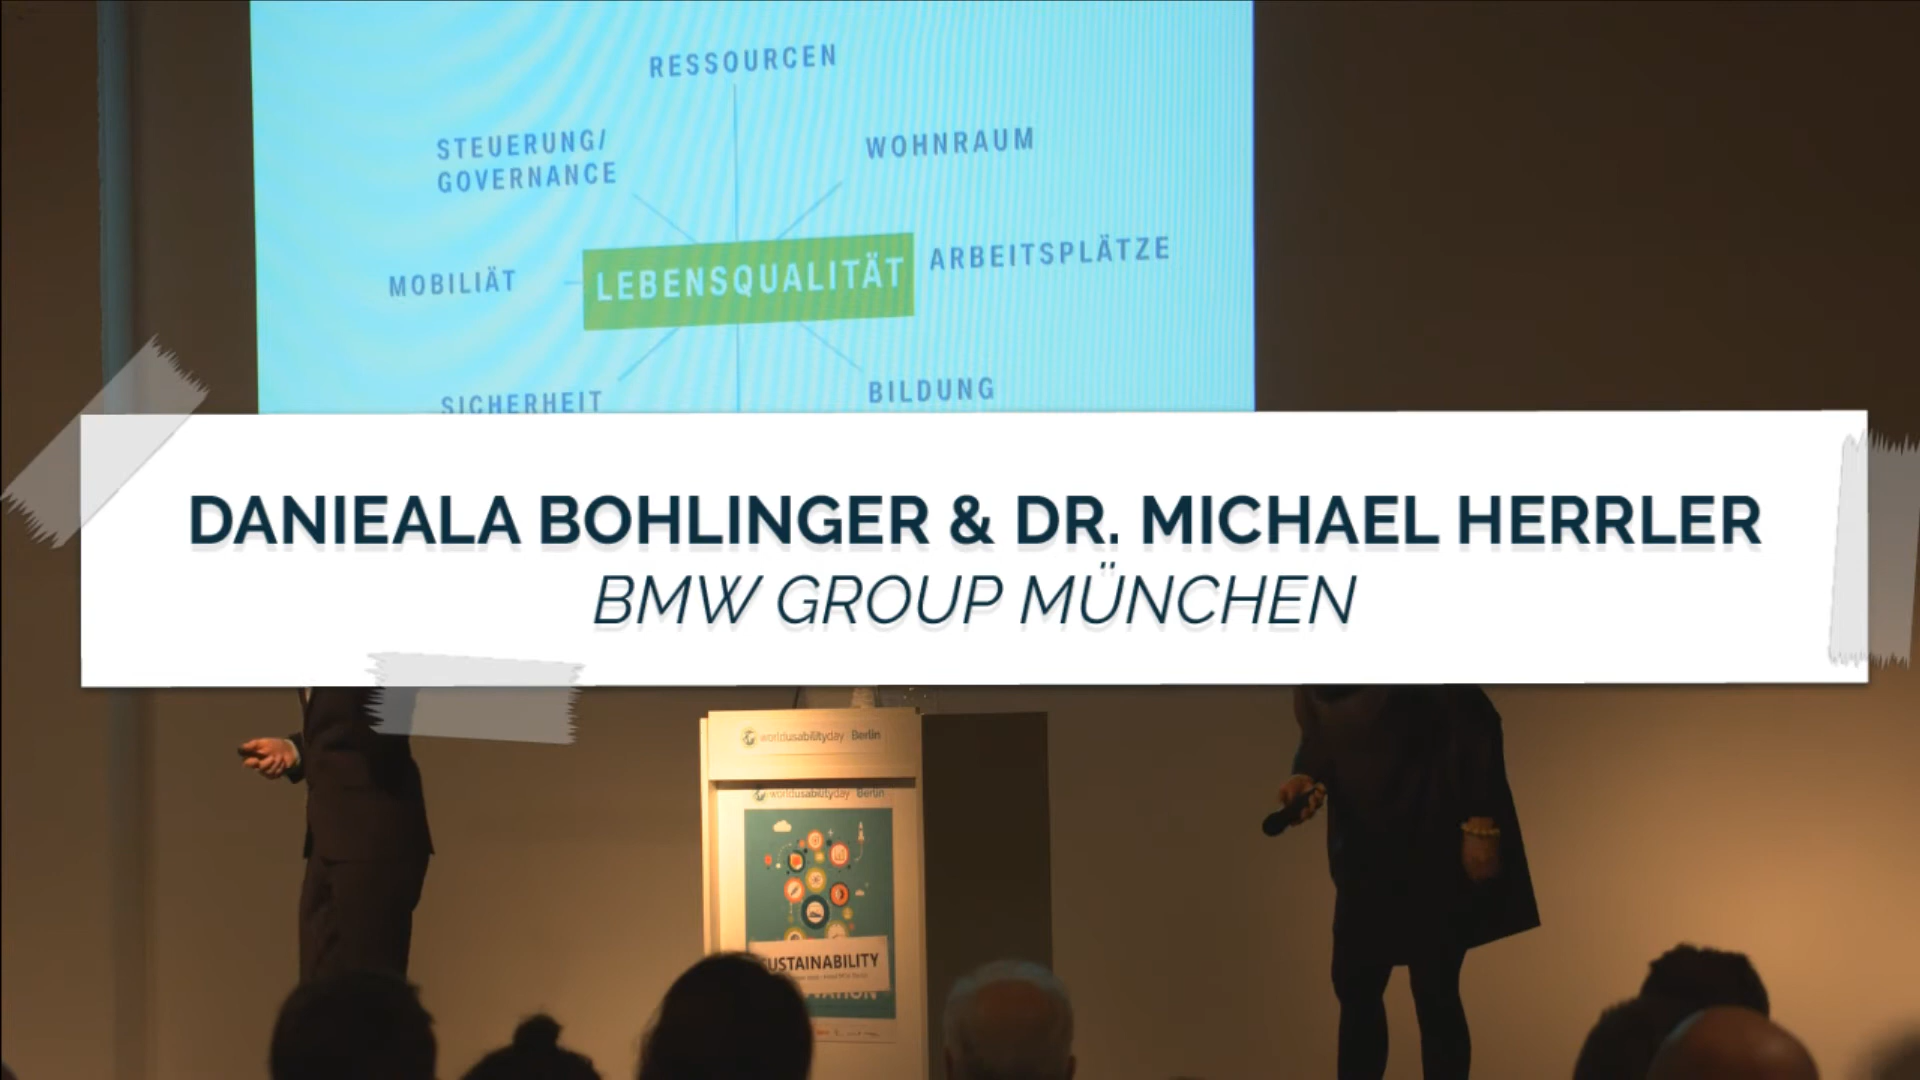 RESSOURCEN
STEUERUNG/
GOVERNANCE
WOHNRAUM
MOBILIÄT
LEBENSQUALITÄT
ARBEITSPLÄTZE
SICHERHEIT
BILDUNG
DANIEALA BOHLINGER & DR. MICHAEL HERRLER
BMW GROUP MÜNCHEN
worldusabilityday Berlin
worldusabilityday Berlin
SUSTAINABILITY